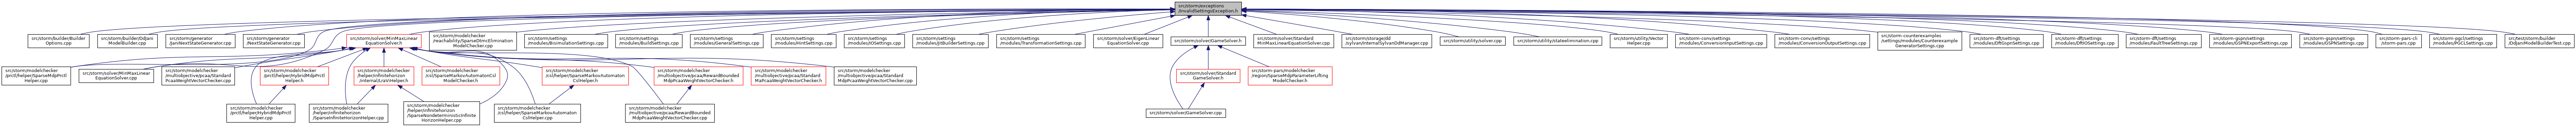 src/storm/exceptions
/InvalidSettingsException.h
src/storm/builder/Builder
Options.cpp
src/storm/builder/DdJani
ModelBuilder.cpp
src/storm/generator
/JaniNextStateGenerator.cpp
src/storm/generator
/NextStateGenerator.cpp
src/storm/solver/MinMaxLinear
EquationSolver.h
src/storm/modelchecker
/reachability/SparseDtmcElimination
ModelChecker.cpp
src/storm/settings
/modules/BisimulationSettings.cpp
src/storm/settings
/modules/BuildSettings.cpp
src/storm/settings
/modules/GeneralSettings.cpp
src/storm/settings
/modules/HintSettings.cpp
src/storm/settings
/modules/IOSettings.cpp
src/storm/settings
/modules/JitBuilderSettings.cpp
src/storm/settings
/modules/TransformationSettings.cpp
src/storm/solver/EigenLinear
EquationSolver.cpp
src/storm/solver/GameSolver.h
src/storm/solver/Standard
MinMaxLinearEquationSolver.cpp
src/storm/storage/dd
/sylvan/InternalSylvanDdManager.cpp
src/storm/utility/solver.cpp
src/storm/utility/stateelimination.cpp
src/storm/utility/Vector
Helper.cpp
src/storm-conv/settings
/modules/ConversionInputSettings.cpp
src/storm-conv/settings
/modules/ConversionOutputSettings.cpp
src/storm-counterexamples
/settings/modules/Counterexample
GeneratorSettings.cpp
src/storm-dft/settings
/modules/DftGspnSettings.cpp
src/storm-dft/settings
/modules/DftIOSettings.cpp
src/storm-dft/settings
/modules/FaultTreeSettings.cpp
src/storm-gspn/settings
/modules/GSPNExportSettings.cpp
src/storm-gspn/settings
/modules/GSPNSettings.cpp
src/storm-pars-cli
/storm-pars.cpp
src/storm-pgcl/settings
/modules/PGCLSettings.cpp
src/test/storm/builder
/DdJaniModelBuilderTest.cpp
src/storm/modelchecker
/prctl/helper/SparseMdpPrctl
Helper.cpp
src/storm/solver/MinMaxLinear
EquationSolver.cpp
src/storm/modelchecker
/multiobjective/pcaa/Standard
PcaaWeightVectorChecker.cpp
src/storm/modelchecker
/prctl/helper/HybridMdpPrctl
Helper.h
src/storm/modelchecker
/helper/infinitehorizon
/internal/LraViHelper.h
src/storm/modelchecker
/csl/SparseMarkovAutomatonCsl
ModelChecker.h
src/storm/modelchecker
/csl/helper/SparseMarkovAutomaton
CslHelper.h
src/storm/modelchecker
/multiobjective/pcaa/RewardBounded
MdpPcaaWeightVectorChecker.h
src/storm/modelchecker
/multiobjective/pcaa/Standard
MaPcaaWeightVectorChecker.h
src/storm/modelchecker
/multiobjective/pcaa/Standard
MdpPcaaWeightVectorChecker.cpp
src/storm/solver/Standard
GameSolver.h
src/storm-pars/modelchecker
/region/SparseMdpParameterLifting
ModelChecker.h
src/storm/modelchecker
/prctl/helper/HybridMdpPrctl
Helper.cpp
src/storm/modelchecker
/helper/infinitehorizon
/SparseInfiniteHorizonHelper.cpp
src/storm/modelchecker
/helper/infinitehorizon
/SparseNondeterministicInfinite
HorizonHelper.cpp
src/storm/modelchecker
/csl/helper/SparseMarkovAutomaton
CslHelper.cpp
src/storm/modelchecker
/multiobjective/pcaa/RewardBounded
MdpPcaaWeightVectorChecker.cpp
src/storm/solver/GameSolver.cpp